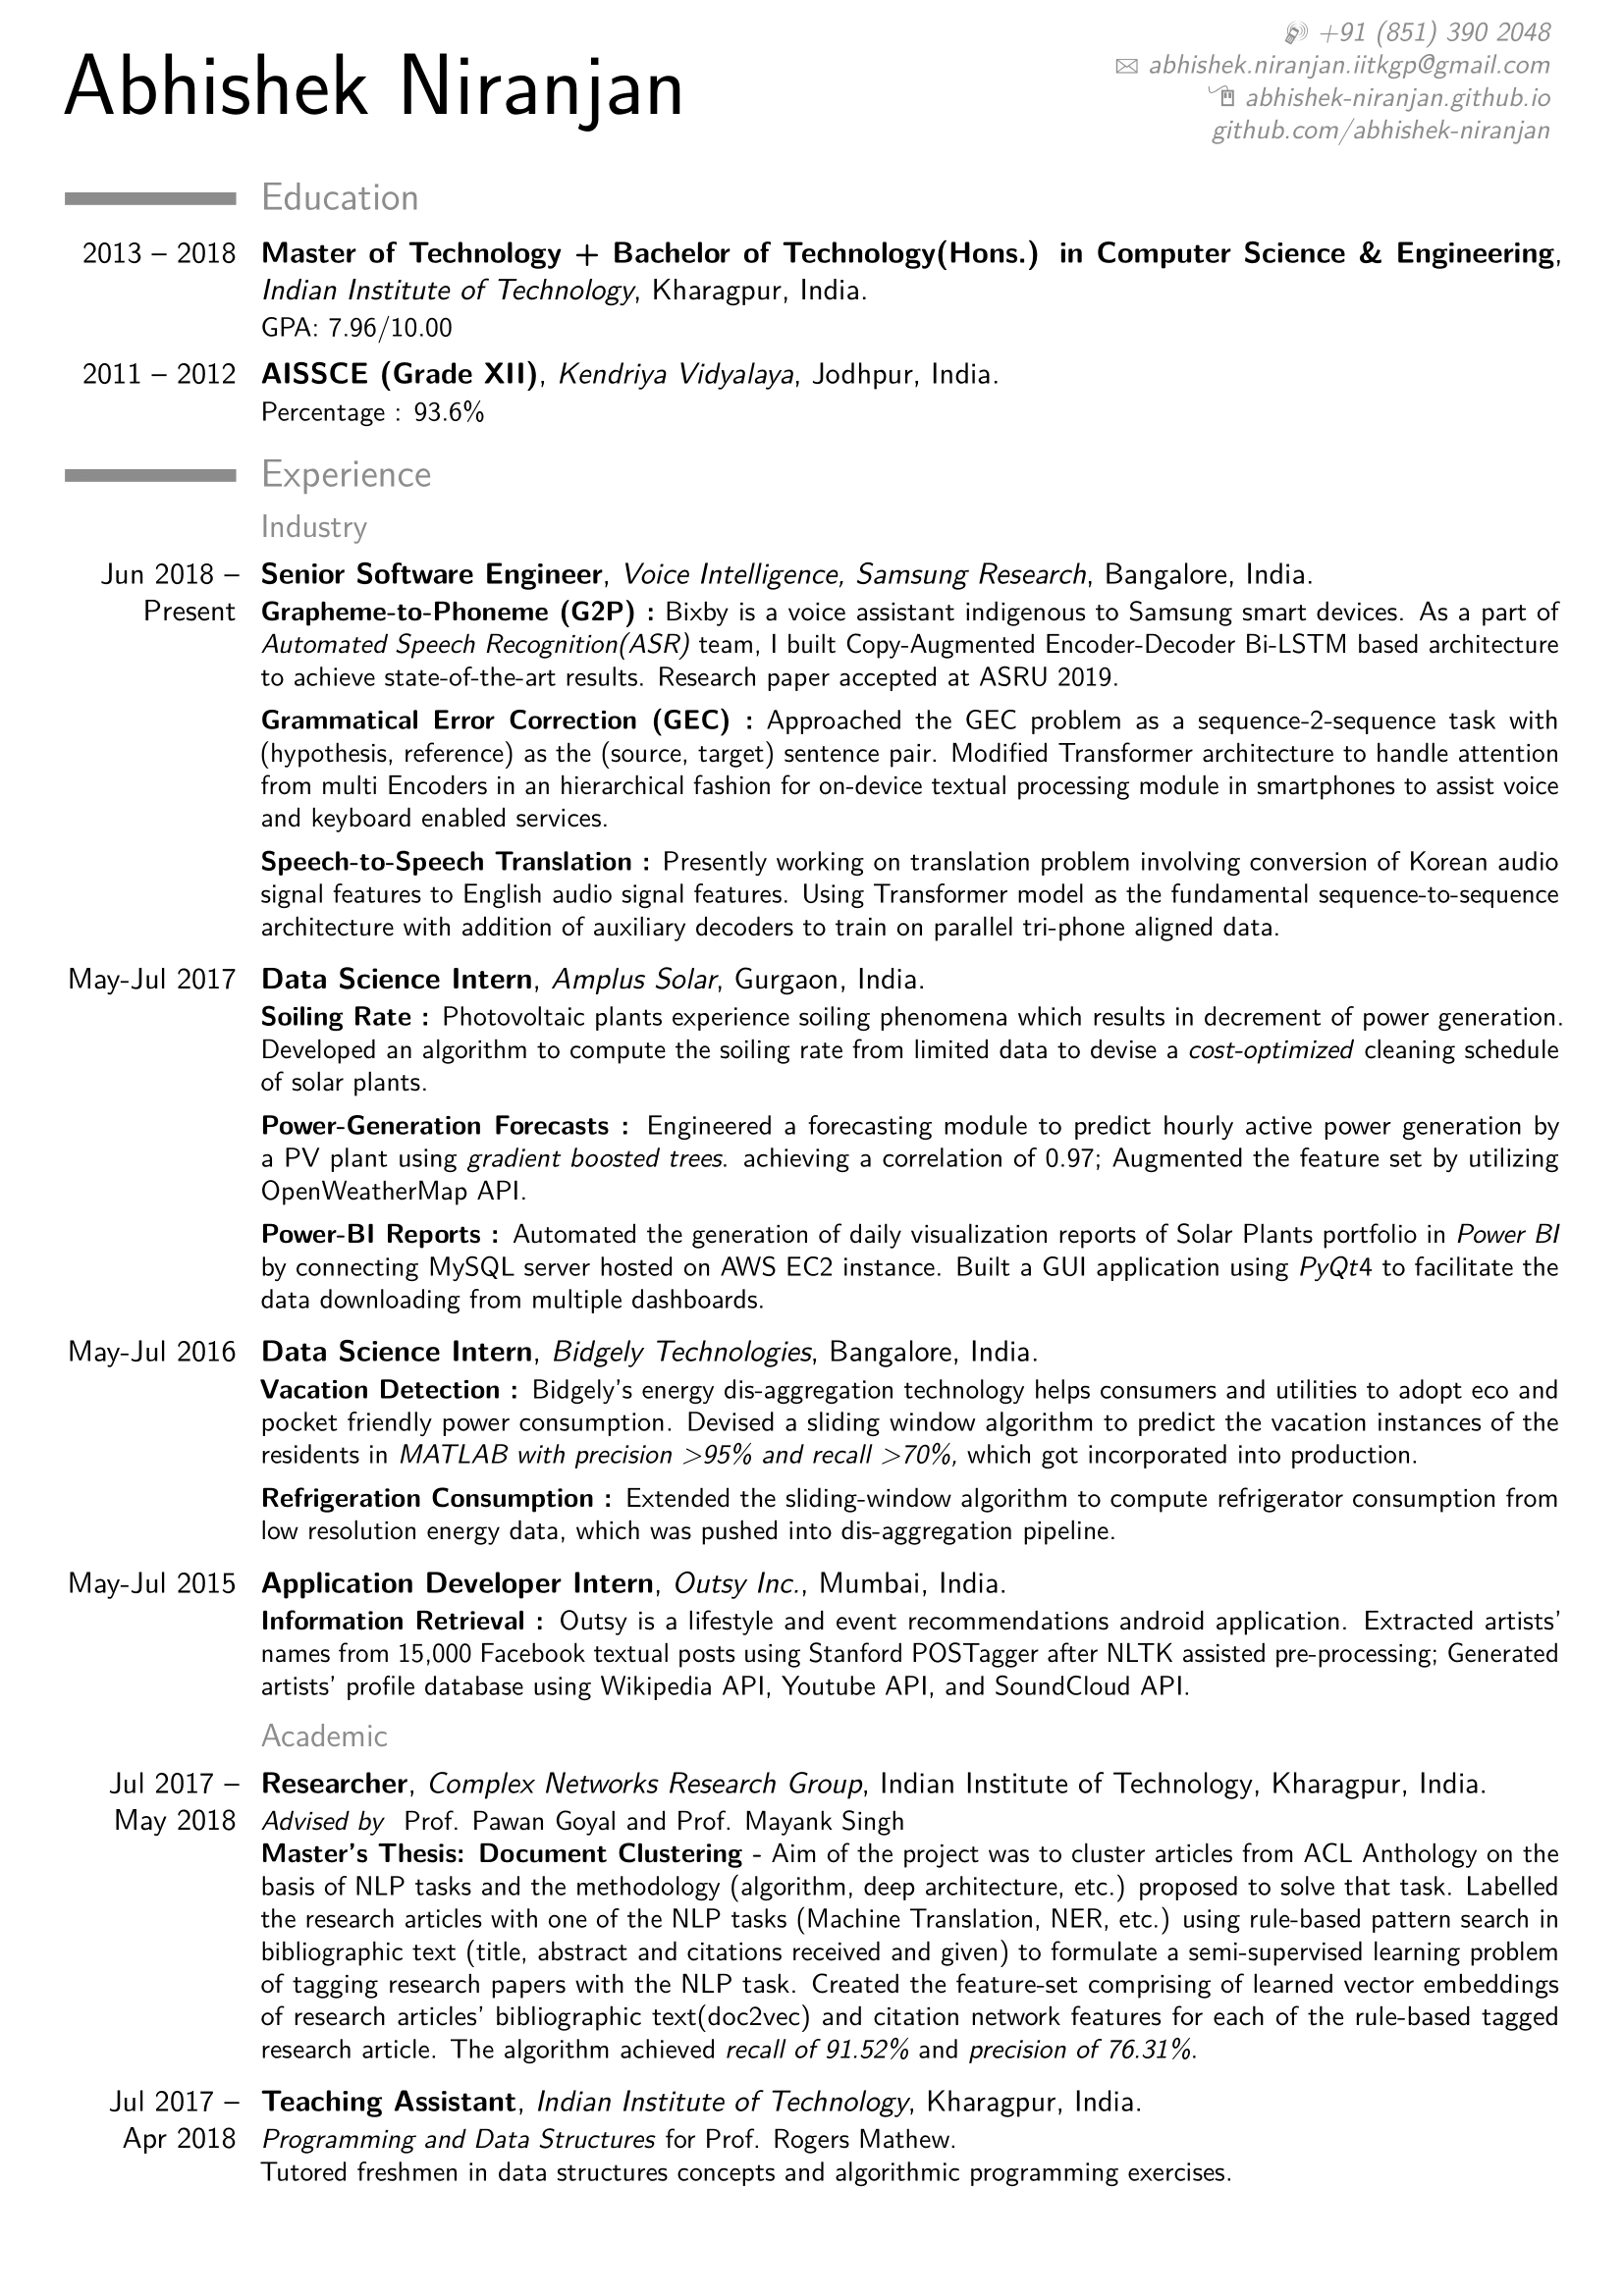 Abhishek Niranjan
+91 (851) 390 2048
abhishek.niranjan.iitkgp@gmail.com
abhishek-niranjan.github.io
github.com/abhishek-niranjan
Education
2013 – 2018 Master of Technology + Bachelor of Technology(Hons.) in Computer Science & Engineering,
Indian Institute of Technology, Kharagpur, India.
GPA: 7.96/10.00
2011 – 2012 AISSCE (Grade XII), Kendriya Vidyalaya, Jodhpur, India.
Percentage : 93.6%
Experience
Industry
Jun 2018 – Senior Software Engineer, Voice Intelligence, Samsung Research, Bangalore, India.
Present Grapheme-to-Phoneme (G2P) : Bixby is a voice assistant indigenous to Samsung smart devices. As a part of
Automated Speech Recognition(ASR) team, I built Copy-Augmented Encoder-Decoder Bi-LSTM based architecture
to achieve state-of-the-art results. Research paper accepted at ASRU 2019.
Grammatical Error Correction (GEC) : Approached the GEC problem as a sequence-2-sequence task with
(hypothesis, reference) as the (source, target) sentence pair. Modified Transformer architecture to handle attention
from multi Encoders in an hierarchical fashion for on-device textual processing module in smartphones to assist voice
and keyboard enabled services.
Speech-to-Speech Translation : Presently working on translation problem involving conversion of Korean audio
signal features to English audio signal features. Using Transformer model as the fundamental sequence-to-sequence
architecture with addition of auxiliary decoders to train on parallel tri-phone aligned data.
May-Jul 2017 Data Science Intern, Amplus Solar, Gurgaon, India.
Soiling Rate : Photovoltaic plants experience soiling phenomena which results in decrement of power generation.
Developed an algorithm to compute the soiling rate from limited data to devise a cost-optimized cleaning schedule
of solar plants.
Power-Generation Forecasts : Engineered a forecasting module to predict hourly active power generation by
a PV plant using gradient boosted trees. achieving a correlation of 0.97; Augmented the feature set by utilizing
OpenWeatherMap API.
Power-BI Reports : Automated the generation of daily visualization reports of Solar Plants portfolio in Power BI
by connecting MySQL server hosted on AWS EC2 instance. Built a GUI application using PyQt4 to facilitate the
data downloading from multiple dashboards.
May-Jul 2016 Data Science Intern, Bidgely Technologies, Bangalore, India.
Vacation Detection : Bidgely's energy dis-aggregation technology helps consumers and utilities to adopt eco and
pocket friendly power consumption. Devised a sliding window algorithm to predict the vacation instances of the
residents in MATLAB with precision >95% and recall >70%, which got incorporated into production.
Refrigeration Consumption : Extended the sliding-window algorithm to compute refrigerator consumption from
low resolution energy data, which was pushed into dis-aggregation pipeline.
May-Jul 2015 Application Developer Intern, Outsy Inc., Mumbai, India.
Information Retrieval : Outsy is a lifestyle and event recommendations android application. Extracted artists'
names from 15,000 Facebook textual posts using Stanford POSTagger after NLTK assisted pre-processing; Generated
artists' profile database using Wikipedia API, Youtube API, and SoundCloud API.
Academic
Jul 2017 – Researcher, Complex Networks Research Group, Indian Institute of Technology, Kharagpur, India.
May 2018 Advised by Prof. Pawan Goyal and Prof. Mayank Singh
Master's Thesis: Document Clustering - Aim of the project was to cluster articles from ACL Anthology on the
basis of NLP tasks and the methodology (algorithm, deep architecture, etc.) proposed to solve that task. Labelled
the research articles with one of the NLP tasks (Machine Translation, NER, etc.) using rule-based pattern search in
bibliographic text (title, abstract and citations received and given) to formulate a semi-supervised learning problem
of tagging research papers with the NLP task. Created the feature-set comprising of learned vector embeddings
of research articles' bibliographic text(doc2vec) and citation network features for each of the rule-based tagged
research article. The algorithm achieved recall of 91.52% and precision of 76.31%.
Jul 2017 – Teaching Assistant, Indian Institute of Technology, Kharagpur, India.
Apr 2018 Programming and Data Structures for Prof. Rogers Mathew.
Tutored freshmen in data structures concepts and algorithmic programming exercises.